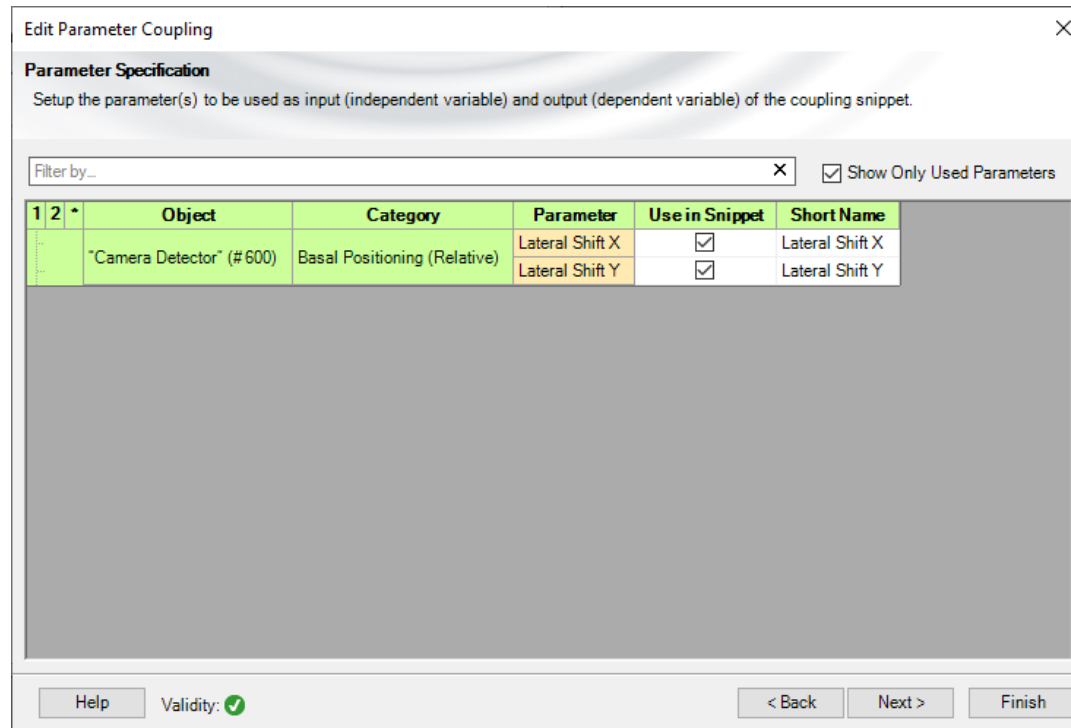 Edit Parameter Coupling
Parameter Specification
Setup the parameter(s) to be used as input (independent variable) and output (dependent variable) of the coupling snippet.
Filter by...
Show Only Used Parameters
1 2 * Object Category Parameter Use in Snippet Short Name
"Camera Detector" (#600) Basal Positioning (Relative) Lateral Shift X Lateral Shift X
Lateral Shift Y Lateral Shift Y
Help Validity: < Back Next > Finish